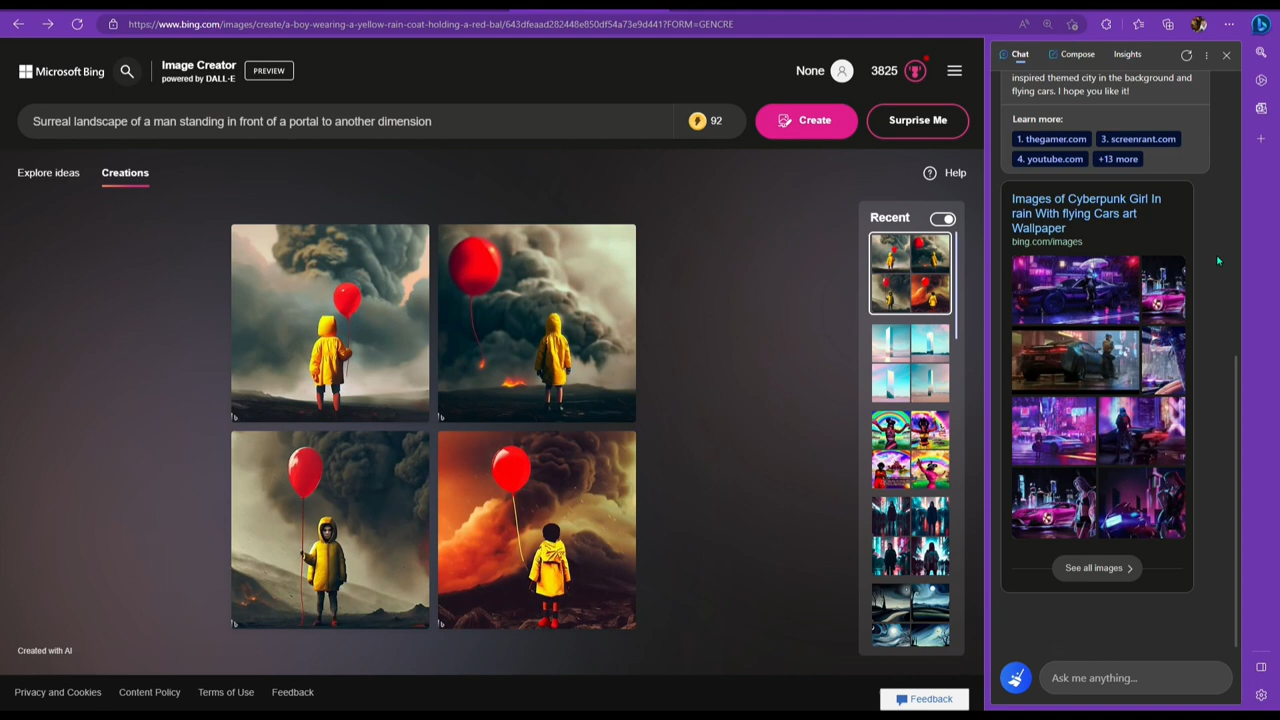 https://www.bing.com/images/create/a-boy-wearing-a-yellow-rain-coat-holding-a-red-bal/643dfeaad282448e850df54a73e9d441?FORM=GENCRE
Microsoft Bing
Image Creator
powered by DALL-E
PREVIEW
None
3825
Surreal landscape of a man standing in front of a portal to another dimension
92
Create
Surprise Me
Explore ideas
Creations
Help
Recent
Created with AI
Privacy and Cookies
Content Policy
Terms of Use
Feedback
Feedback
Chat
Compose
Insights
inspired themed city in the background and
flying cars. I hope you like it!
Learn more:
1. thegamer.com
3. screenrant.com
4. youtube.com
+13 more
Images of Cyberpunk Girl In
rain With flying Cars art
Wallpaper
bing.com/images
See all images
Ask me anything...